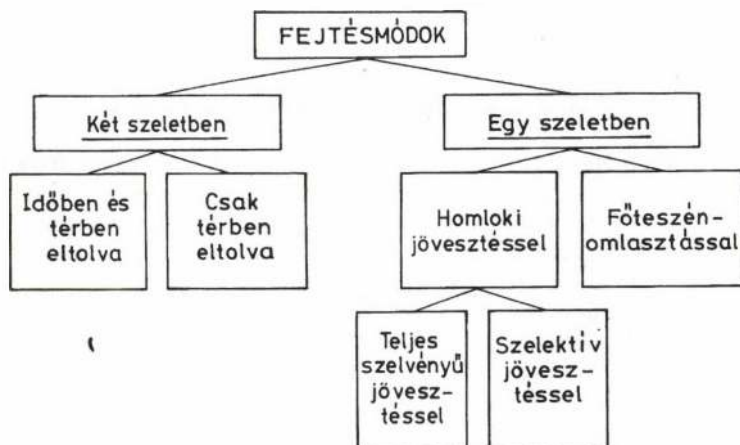 FEJTÉSMÓDOK
Két szeletben
Egy szeletben
Időben és
térben
eltolva
Csak
térben
eltolva
Homloki
jövesztéssel
Főteszén-
omlasztással
Teljes
szelvényű
jövesz-
téssel
Szelektív
jövesz-
téssel